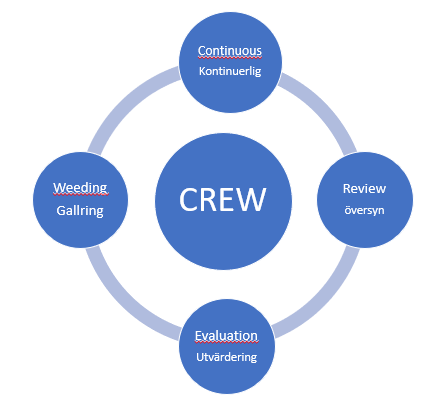 Continuous
Kontinuerlig
Weeding
Gallring
CREW
Review
översyn
Evaluation
Utvärdering